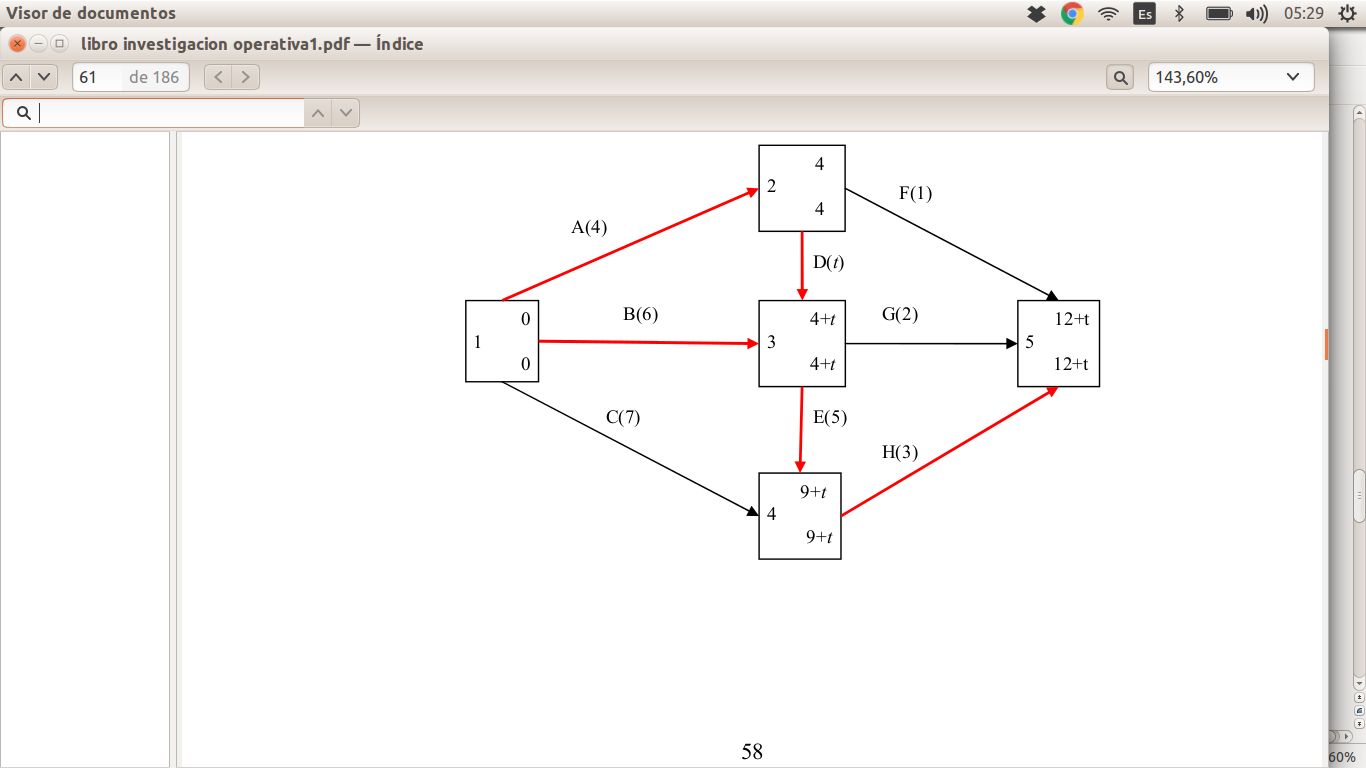 Visor de documentos
Es
05:29
libro investigacion operativa1.pdf — Índice
61 de 186
143,60%
4
2
4
F(1)
A(4)
D(t)
0
1
0
B(6)
4+t
3
4+t
G(2)
12+t
5
12+t
C(7)
E(5)
H(3)
9+t
4
9+t
58
60%